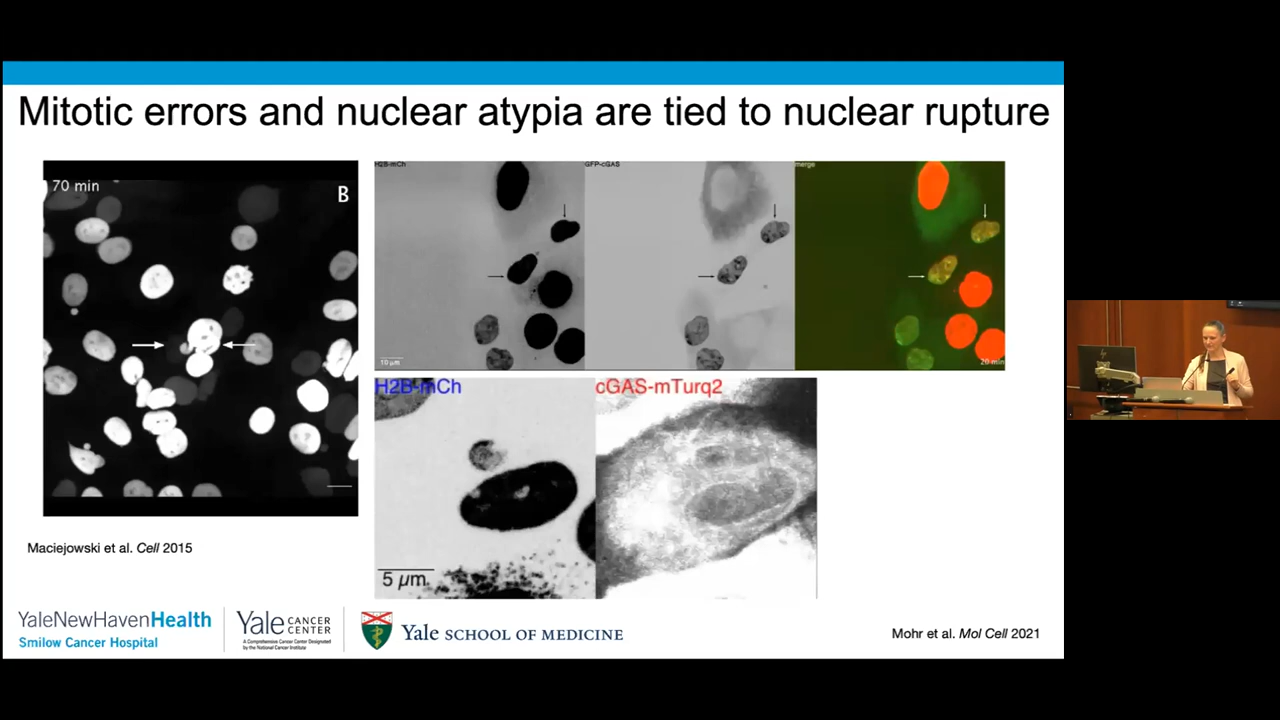 Mitotic errors and nuclear atypia are tied to nuclear rupture
70 min
B
H2B-mCh
GFP-cGAS
merge
10 μm
20 min
H2B-mCh
cGAS-mTurq2
5 μm
Maciejowski et al. Cell 2015
YaleNewHavenHealth
Smilow Cancer Hospital
Yale CANCER CENTER
A Comprehensive Cancer Center Designated
by the National Cancer Institute
Yale SCHOOL OF MEDICINE
Mohr et al. Mol Cell 2021